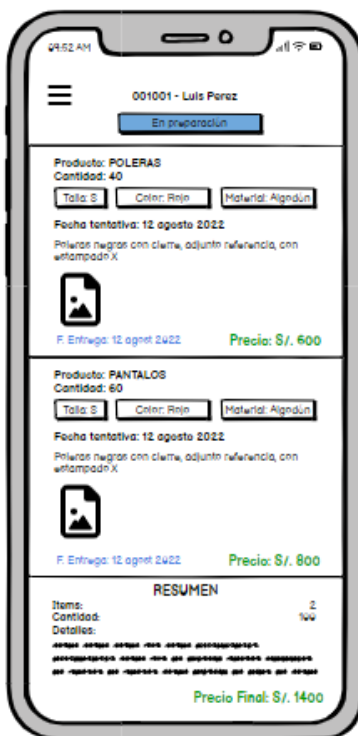 09:52 AM
001001 - Luis Perez
En preparación
Producto: POLERAS
Cantidad: 40
Talla: S Color: Rojo Material: Algodón
Fecha tentativa: 12 agosto 2022
Poleras negras con cierre, adjunto referencia, con
estampado X
F. Entrega: 12 agost 2022 Precio: S/. 600
Producto: PANTALOS
Cantidad: 60
Talla: S Color: Rojo Material: Algodón
Fecha tentativa: 12 agosto 2022
Poleras negras con cierre, adjunto referencia, con
estampado X
F. Entrega: 12 agost 2022 Precio: S/. 800
RESUMEN
Items: 2
Cantidad: 100
Detalles:
Precio Final: S/. 1400